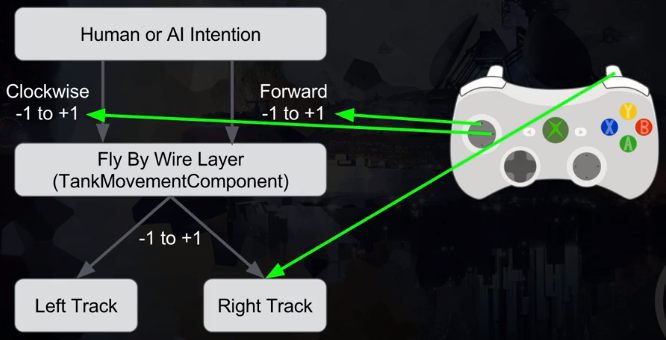 Human or AI Intention
Clockwise
-1 to +1
Forward
-1 to +1
Fly By Wire Layer
(TankMovementComponent)
-1 to +1
Left Track
Right Track
Y
X
B
A